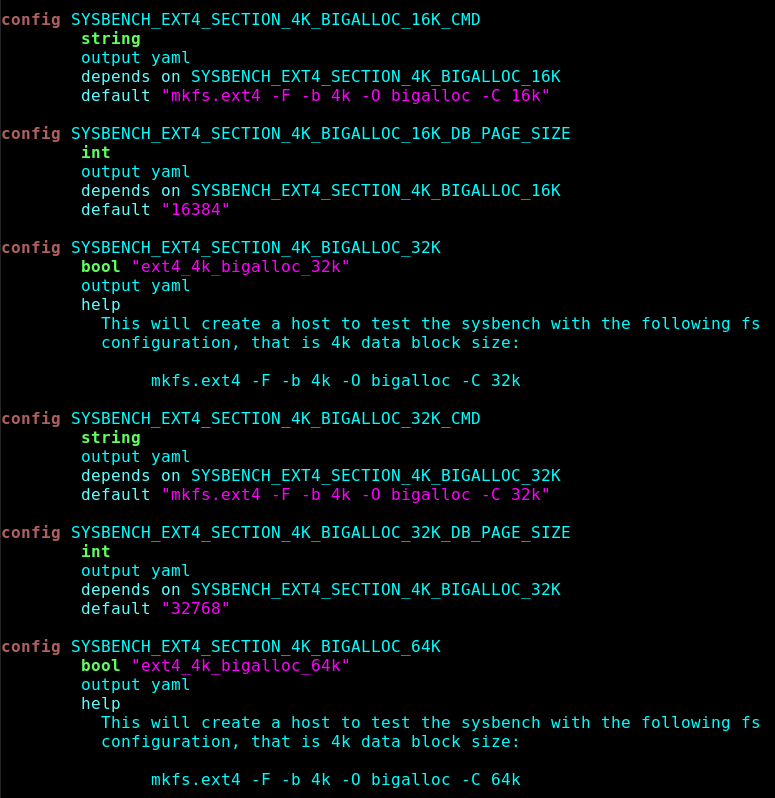 config SYSBENCH_EXT4_SECTION_4K_BIGALLOC_16K_CMD
string
output yaml
depends on SYSBENCH_EXT4_SECTION_4K_BIGALLOC_16K
default "mkfs.ext4 -F -b 4k -O bigalloc -C 16k"
config SYSBENCH_EXT4_SECTION_4K_BIGALLOC_16K_DB_PAGE_SIZE
int
output yaml
depends on SYSBENCH_EXT4_SECTION_4K_BIGALLOC_16K
default "16384"
config SYSBENCH_EXT4_SECTION_4K_BIGALLOC_32K
bool "ext4_4k_bigalloc_32k"
output yaml
help
This will create a host to test the sysbench with the following fs
configuration, that is 4k data block size:
mkfs.ext4 -F -b 4k -O bigalloc -C 32k
config SYSBENCH_EXT4_SECTION_4K_BIGALLOC_32K_CMD
string
output yaml
depends on SYSBENCH_EXT4_SECTION_4K_BIGALLOC_32K
default "mkfs.ext4 -F -b 4k -O bigalloc -C 32k"
config SYSBENCH_EXT4_SECTION_4K_BIGALLOC_32K_DB_PAGE_SIZE
int
output yaml
depends on SYSBENCH_EXT4_SECTION_4K_BIGALLOC_32K
default "32768"
config SYSBENCH_EXT4_SECTION_4K_BIGALLOC_64K
bool "ext4_4k_bigalloc_64k"
output yaml
help
This will create a host to test the sysbench with the following fs
configuration, that is 4k data block size:
mkfs.ext4 -F -b 4k -O bigalloc -C 64k